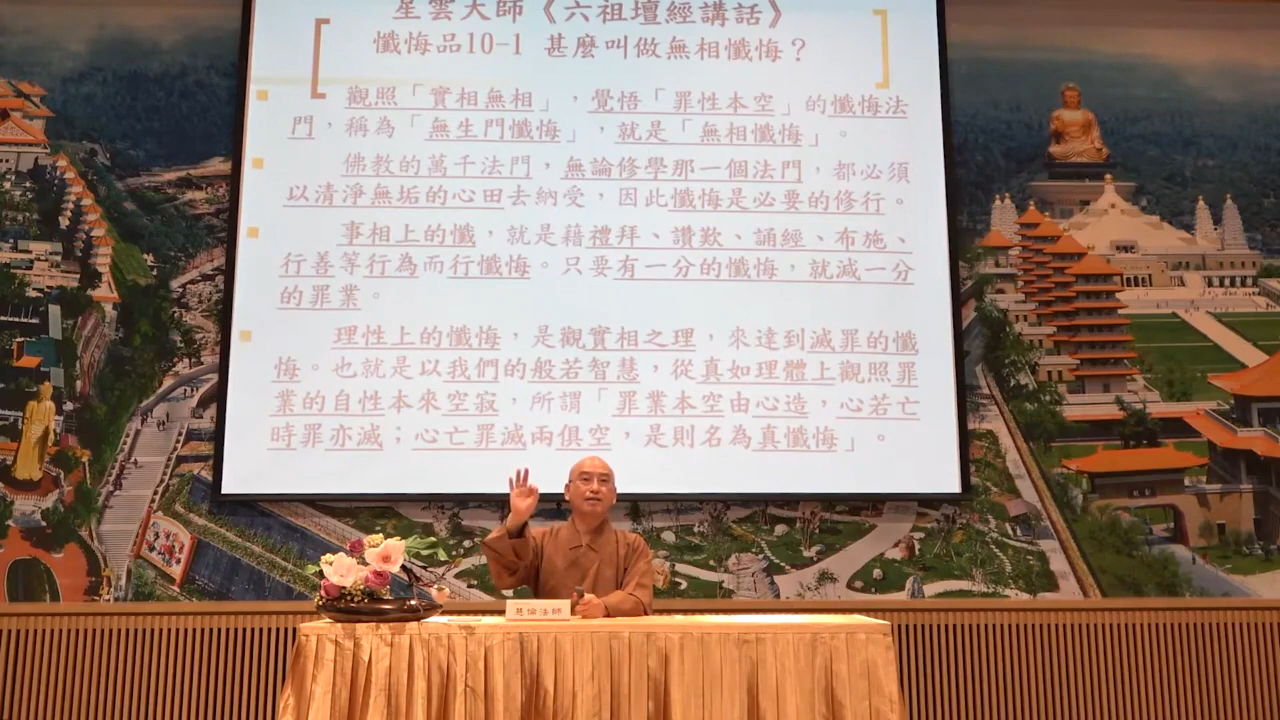 星雲大師《六祖壇經講話》
懺悔品10-1 甚麼叫做無相懺悔？
觀照「實相無相」，覺悟「罪性本空」的懺悔法
門，稱為「無生門懺悔」，就是「無相懺悔」。
佛教的萬千法門，無論修學那一個法門，都必須
以清淨無垢的心田去納受，因此懺悔是必要的修行。
事相上的懺，就是藉禮拜、讚歎、誦經、布施、
行善等行為而行懺悔。只要有一分的懺悔，就滅一分
的罪業。
理性上的懺悔，是觀實相之理，來達到滅罪的懺
悔。也就是以我們的般若智慧，從真如理體上觀照罪
業的自性本來空寂，所謂「罪業本空由心造，心若亡
時罪亦滅；心亡罪滅兩俱空，是則名為真懺悔」。
慧倫法師